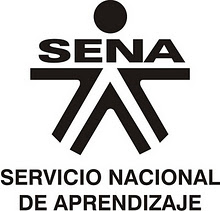 SENA
SERVICIO NACIONAL
DE APRENDIZAJE